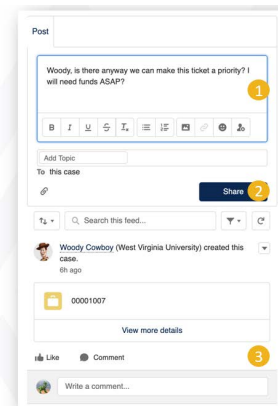 Post
Woody, is there anyway we can make this ticket a priority? I
will need funds ASAP?
1
B I U S Tx
Add Topic
To this case
Share 2
Search this feed...
Woody Cowboy (West Virginia University) created this
case.
6h ago
00001007
View more details
Like Comment 3
Write a comment...